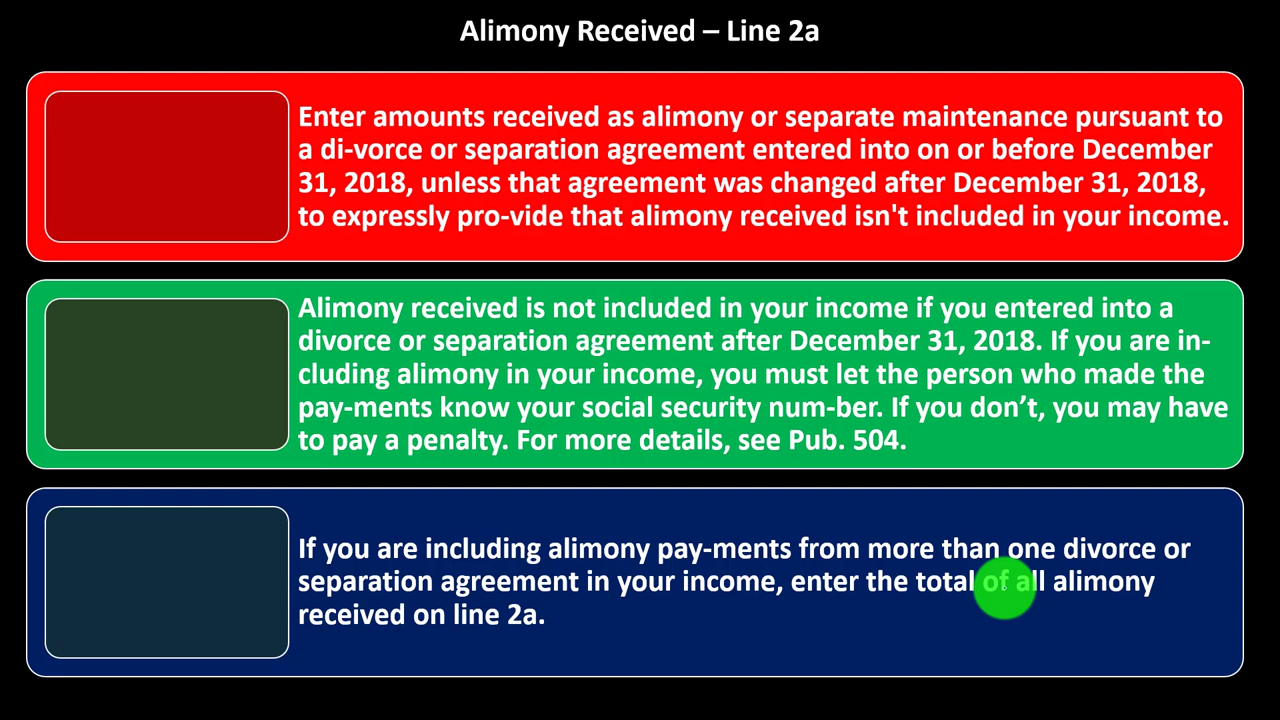 Alimony Received – Line 2a
Enter amounts received as alimony or separate maintenance pursuant to
a di-vorce or separation agreement entered into on or before December
31, 2018, unless that agreement was changed after December 31, 2018,
to expressly pro-vide that alimony received isn't included in your income.
Alimony received is not included in your income if you entered into a
divorce or separation agreement after December 31, 2018. If you are in-
cluding alimony in your income, you must let the person who made the
pay-ments know your social security num-ber. If you don’t, you may have
to pay a penalty. For more details, see Pub. 504.
If you are including alimony pay-ments from more than one divorce or
separation agreement in your income, enter the total of all alimony
received on line 2a.